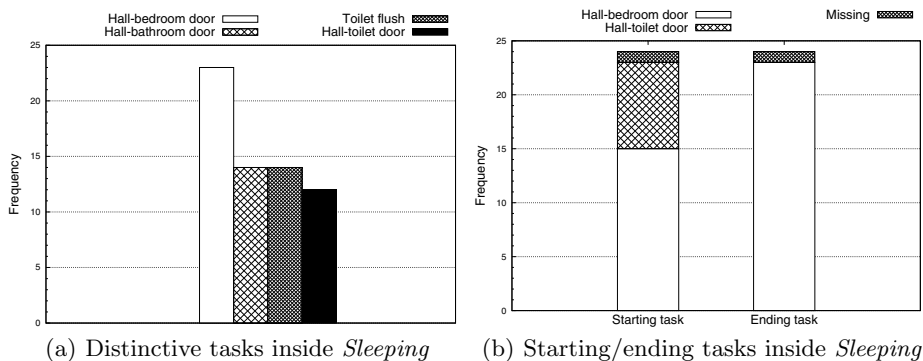 Hall-bedroom door
Hall-bathroom door
Toilet flush
Hall-toilet door
25
20
15
10
5
0
Frequency
(a) Distinctive tasks inside Sleeping
Hall-bedroom door
Hall-toilet door
Missing
25
20
15
10
5
0
Frequency
Starting task
Ending task
(b) Starting/ending tasks inside Sleeping